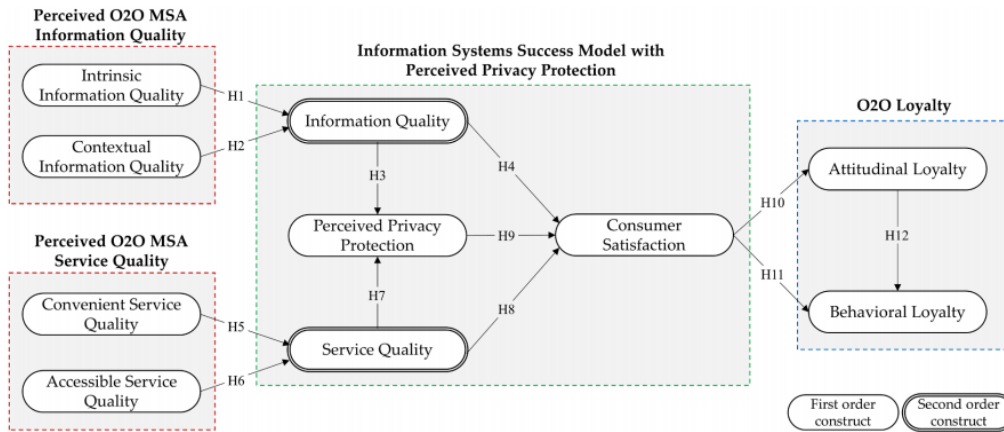 Perceived O2O MSA
Information Quality
Intrinsic
Information Quality
Contextual
Information Quality
H1
H2
Perceived O2O MSA
Service Quality
Convenient Service
Quality
Accessible Service
Quality
H5
H6
Information Systems Success Model with
Perceived Privacy Protection
Information Quality
H3
H4
Perceived Privacy
Protection
H9
H7
Service Quality
H8
Consumer
Satisfaction
H10
H11
O2O Loyalty
Attitudinal Loyalty
H12
Behavioral Loyalty
First order
construct
Second order
construct